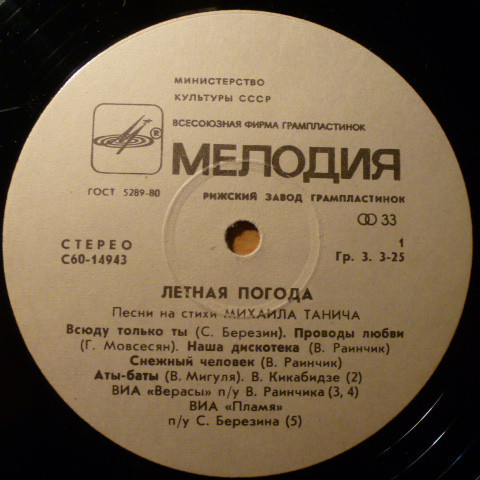 МИНИСТЕРСТВО
КУЛЬТУРЫ СССР
ВСЕСОЮЗНАЯ ФИРМА ГРАМПЛАСТИНОК
®
МЕЛОДИЯ
ГОСТ 5289-80
РИЖСКИЙ ЗАВОД ГРАМПЛАСТИНОК
33
СТЕРЕО
1
С60-14943
Гр. 3. 3-25
ЛЕТНАЯ ПОГОДА
Песни на стихи МИХАИЛА ТАНИЧА
Всюду только ты (С. Березин). Проводы любви
(Г. Мовсесян). Наша дискотека (В. Раинчик)
Снежный человек (В. Раинчик)
Аты-баты (В. Мигуля). В. Кикабидзе (2)
ВИА «Верасы» п/у В. Раинчика (3, 4)
ВИА «Пламя»
п/у С. Березина (5)